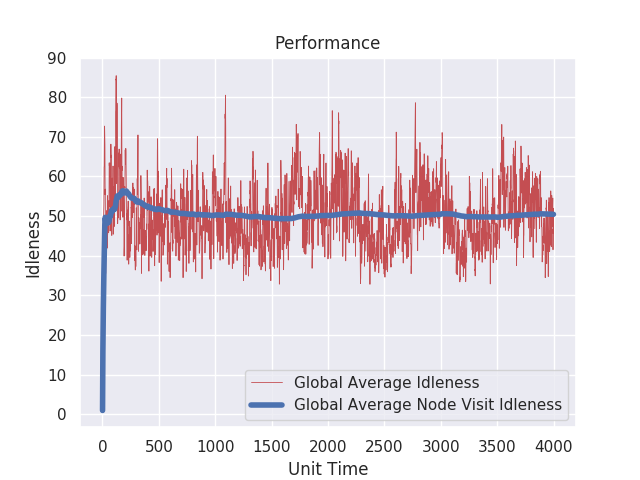 Performance
90
80
70
60
50
40
30
20
10
0
Idleness
Global Average Idleness
Global Average Node Visit Idleness
0 500 1000 1500 2000 2500 3000 3500 4000
Unit Time